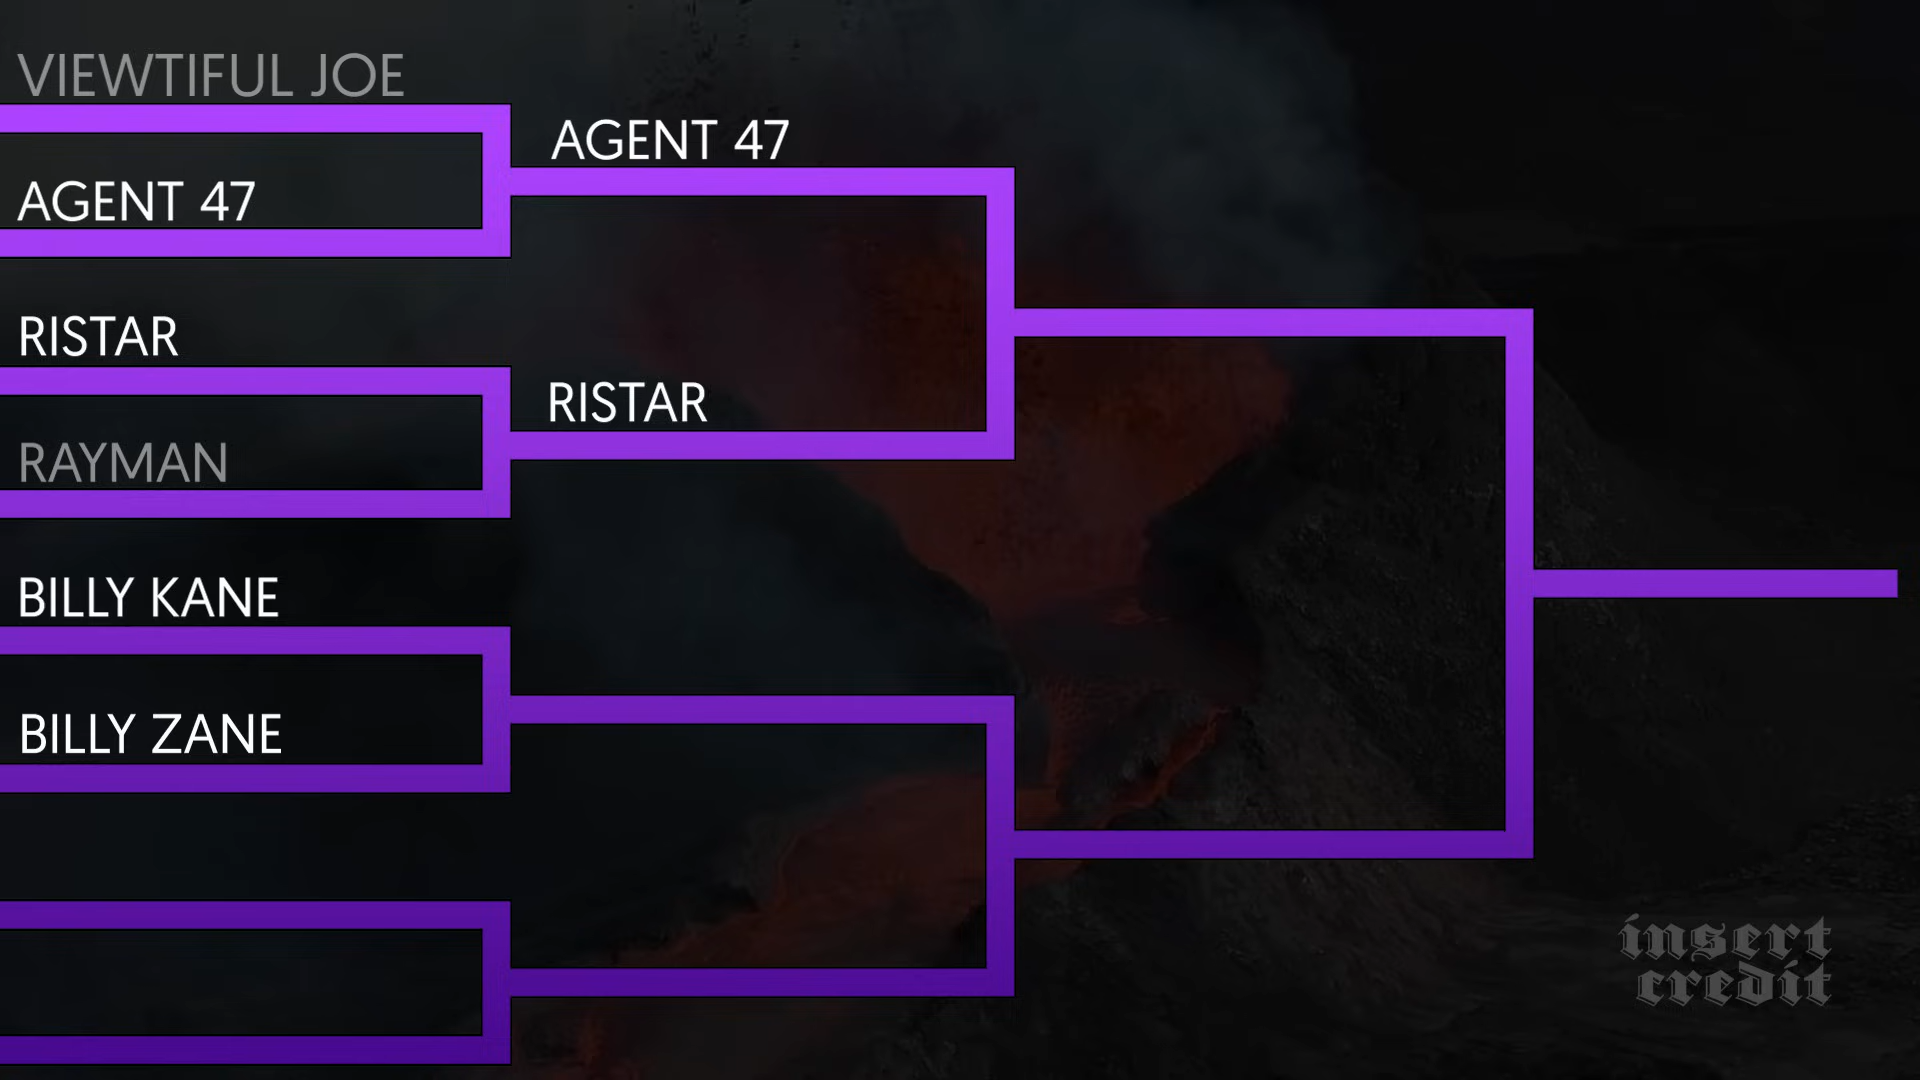 VIEWTIFUL JOE
AGENT 47
AGENT 47
RISTAR
RISTAR
RAYMAN
BILLY KANE
BILLY ZANE
insert
credit